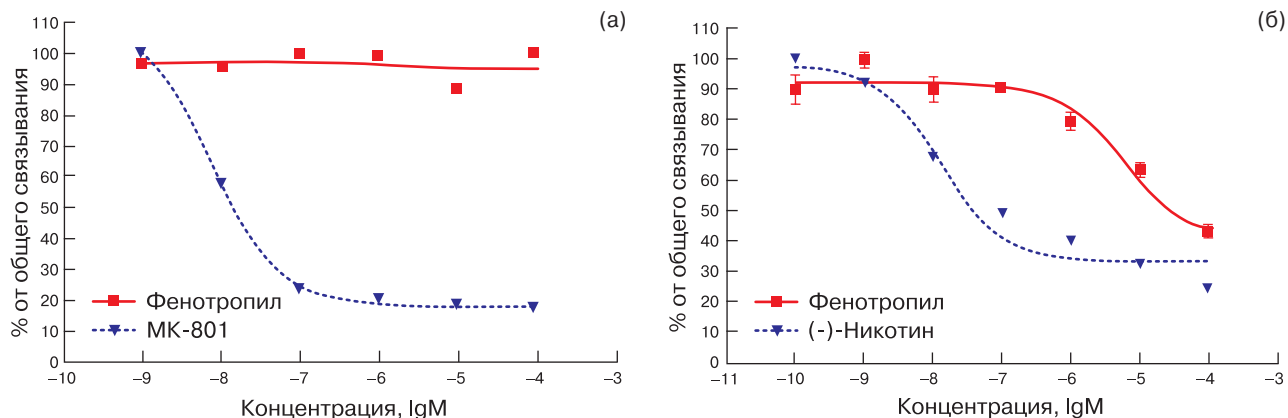 (а)
% от общего связывания
110
100
90
80
70
60
50
40
30
20
10
0
Фенотропил
МК-801
–10 –9 –8 –7 –6 –5 –4 –3
Концентрация, lgM
(б)
% от общего связывания
110
100
90
80
70
60
50
40
30
20
10
0
Фенотропил
(-)-Никотин
–11 –10 –9 –8 –7 –6 –5 –4 –3
Концентрация, lgM